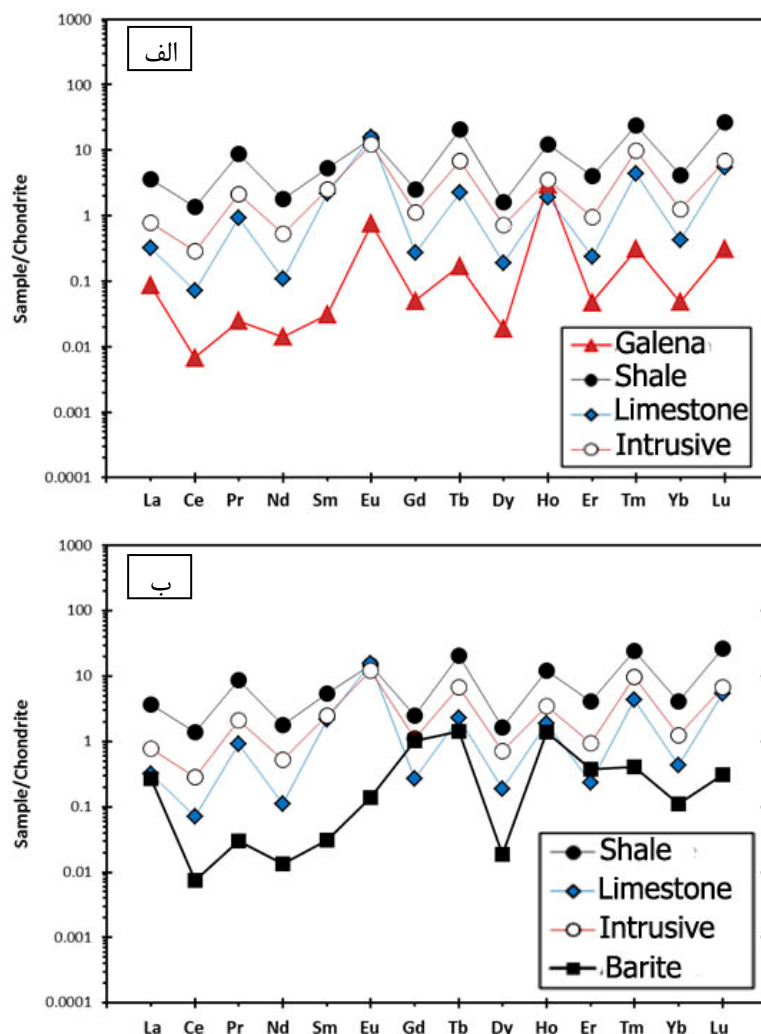 الف
1000
100
10
1
0.1
0.01
0.001
0.0001
Sample/Chondrite
Galena
Shale
Limestone
Intrusive
La Ce Pr Nd Sm Eu Gd Tb Dy Ho Er Tm Yb Lu
ب
1000
100
10
1
0.1
0.01
0.001
0.0001
Sample/Chondrite
Shale
Limestone
Intrusive
Barite
La Ce Pr Nd Sm Eu Gd Tb Dy Ho Er Tm Yb Lu